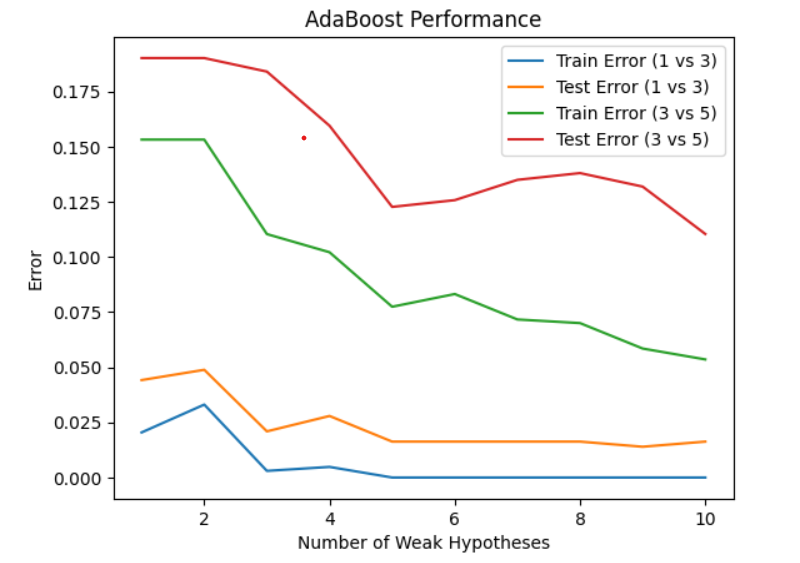 AdaBoost Performance
Train Error (1 vs 3)
Test Error (1 vs 3)
Train Error (3 vs 5)
Test Error (3 vs 5)
Error
0.175
0.150
0.125
0.100
0.075
0.050
0.025
0.000
2 4 6 8 10
Number of Weak Hypotheses